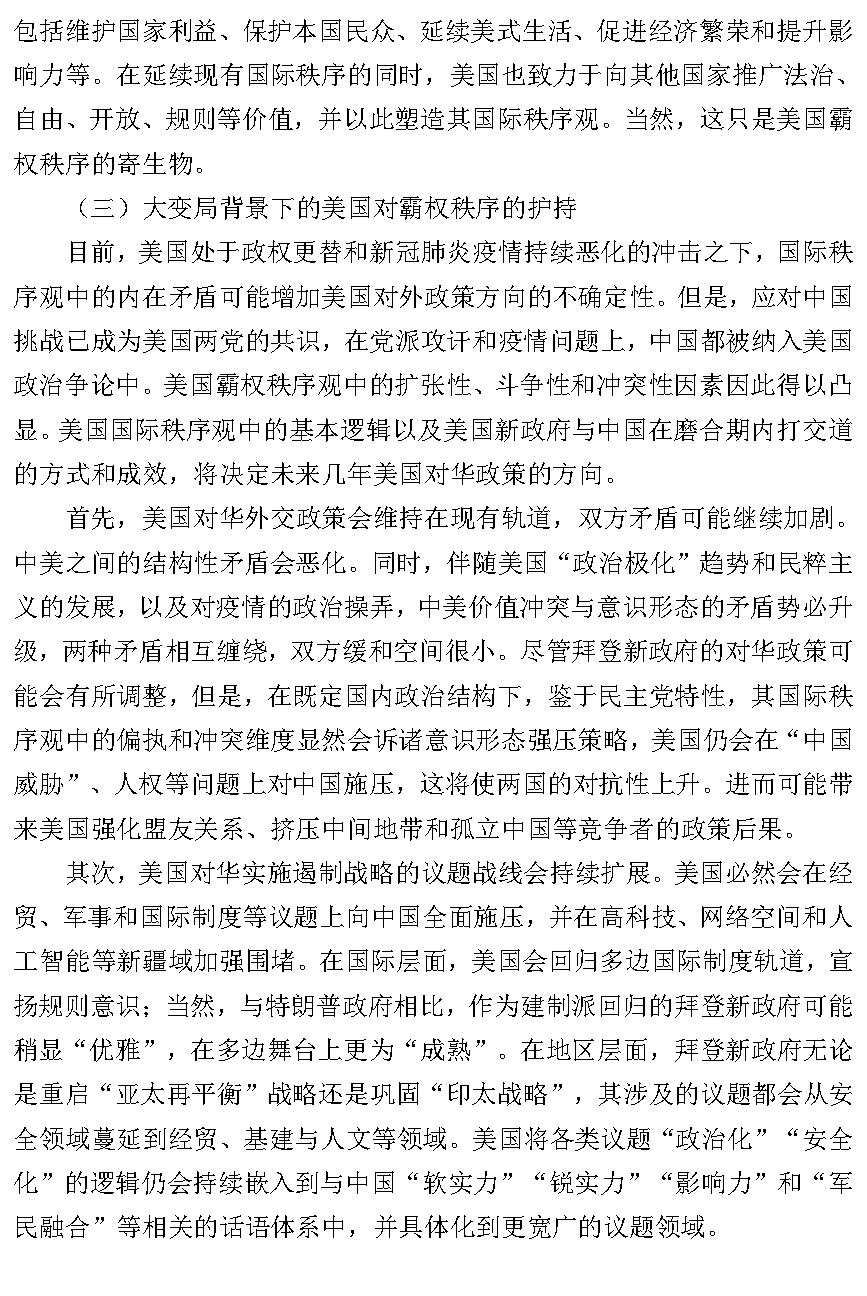 包括维护国家利益、保护本国民众、延续美式生活、促进经济繁荣和提升影
响力等。在延续现有国际秩序的同时，美国也致力于向其他国家推广法治、
自由、开放、规则等价值，并以此塑造其国际秩序观。当然，这只是美国霸
权秩序的寄生物。
（三）大变局背景下的美国对霸权秩序的护持
目前，美国处于政权更替和新冠肺炎疫情持续恶化的冲击之下，国际秩
序观中的内在矛盾可能增加美国对外政策方向的不确定性。但是，应对中国
挑战已成为美国两党的共识，在党派攻讦和疫情问题上，中国都被纳入美国
政治争论中。美国霸权秩序观中的扩张性、斗争性和冲突性因素因此得以凸
显。美国国际秩序观中的基本逻辑以及美国新政府与中国在磨合期内打交道
的方式和成效，将决定未来几年美国对华政策的方向。
首先，美国对华外交政策会维持在现有轨道，双方矛盾可能继续加剧。
中美之间的结构性矛盾会恶化。同时，伴随美国“政治极化”趋势和民粹主
义的发展，以及对疫情的政治操弄，中美价值冲突与意识形态的矛盾势必升
级，两种矛盾相互缠绕，双方缓和空间很小。尽管拜登新政府的对华政策可
能会有所调整，但是，在既定国内政治结构下，鉴于民主党特性，其国际秩
序观中的偏执和冲突维度显然会诉诸意识形态强压策略，美国仍会在“中国
威胁”、人权等问题上对中国施压，这将使两国的对抗性上升。进而可能带
来美国强化盟友关系、挤压中间地带和孤立中国等竞争者的政策后果。
其次，美国对华实施遏制战略的议题战线会持续扩展。美国必然会在经
贸、军事和国际制度等议题上向中国全面施压，并在高科技、网络空间和人
工智能等新疆域加强围堵。在国际层面，美国会回归多边国际制度轨道，宣
扬规则意识；当然，与特朗普政府相比，作为建制派回归的拜登新政府可能
稍显“优雅”，在多边舞台上更为“成熟”。在地区层面，拜登新政府无论
是重启“亚太再平衡”战略还是巩固“印太战略”，其涉及的议题都会从安
全领域蔓延到经贸、基建与人文等领域。美国将各类议题“政治化”“安全
化”的逻辑仍会持续嵌入到与中国“软实力”“锐实力”“影响力”和“军
民融合”等相关的话语体系中，并具体化到更宽广的议题领域。